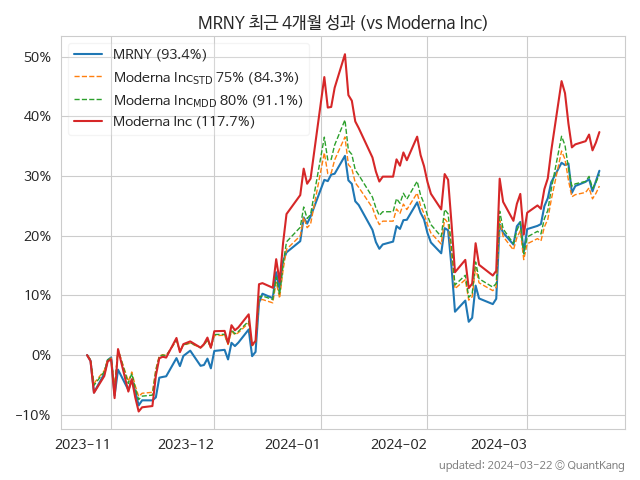 MRNY 최근 4개월 성과 (vs Moderna Inc)
MRNY (93.4%)
Moderna Inc_STD 75% (84.3%)
Moderna Inc_MDD 80% (91.1%)
Moderna Inc (117.7%)
50%
40%
30%
20%
10%
0%
−10%
2023−11
2023−12
2024−01
2024−02
2024−03
updated: 2024-03-22 © QuantKang